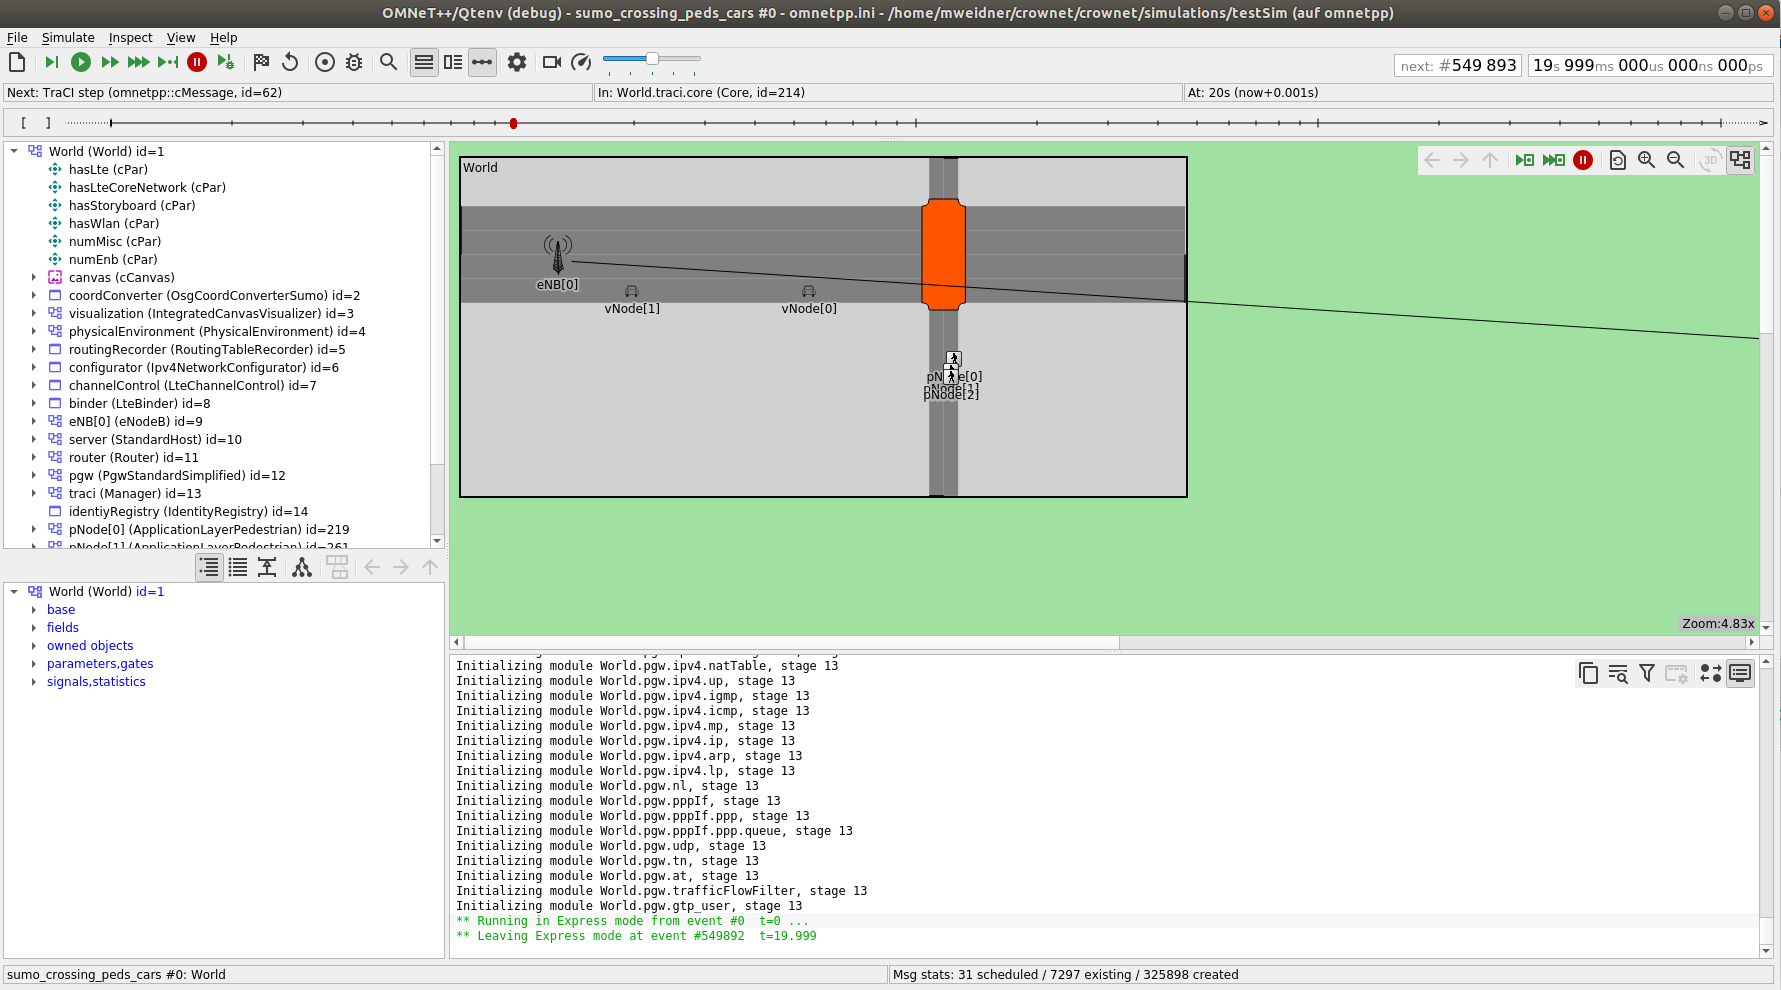 OMNeT++/Qtenv (debug) - sumo_crossing_peds_cars #0 - omnetpp.ini - /home/mweidner/crownet/crownet/simulations/testSim (auf omnetpp)
File Simulate Inspect View Help
next: #549 893 19s 999ms 000us 000ns 000ps
Next: TraCI step (omnetpp::cMessage, id=62) In: World.traci.core (Core, id=214) At: 20s (now+0.001s)
[ ]
World (World) id=1
hasLte (cPar)
hasLteCoreNetwork (cPar)
hasStoryboard (cPar)
hasWlan (cPar)
numMisc (cPar)
numEnb (cPar)
canvas (cCanvas)
coordConverter (OsgCoordConverterSumo) id=2
visualization (IntegratedCanvasVisualizer) id=3
physicalEnvironment (PhysicalEnvironment) id=4
routingRecorder (RoutingTableRecorder) id=5
configurator (Ipv4NetworkConfigurator) id=6
channelControl (LteChannelControl) id=7
binder (LteBinder) id=8
eNB[0] (eNodeB) id=9
server (StandardHost) id=10
router (Router) id=11
pgw (PgwStandardSimplified) id=12
traci (Manager) id=13
identiyRegistry (IdentityRegistry) id=14
pNode[0] (ApplicationLayerPedestrian) id=219
pNode[1] (ApplicationLayerPedestrian) id=261
World (World) id=1
base
fields
owned objects
parameters,gates
signals,statistics
World
3D
eNB[0]
vNode[1]
vNode[0]
pNode[0]
pNode[1]
pNode[2]
Zoom:4.83x
Initializing module World.pgw.ipv4.natTable, stage 13
Initializing module World.pgw.ipv4.up, stage 13
Initializing module World.pgw.ipv4.igmp, stage 13
Initializing module World.pgw.ipv4.icmp, stage 13
Initializing module World.pgw.ipv4.mp, stage 13
Initializing module World.pgw.ipv4.ip, stage 13
Initializing module World.pgw.ipv4.arp, stage 13
Initializing module World.pgw.ipv4.lp, stage 13
Initializing module World.pgw.nl, stage 13
Initializing module World.pgw.pppIf, stage 13
Initializing module World.pgw.pppIf.ppp, stage 13
Initializing module World.pgw.pppIf.ppp.queue, stage 13
Initializing module World.pgw.udp, stage 13
Initializing module World.pgw.tn, stage 13
Initializing module World.pgw.at, stage 13
Initializing module World.pgw.trafficFlowFilter, stage 13
Initializing module World.pgw.gtp_user, stage 13
** Running in Express mode from event #0  t=0 ...
** Leaving Express mode at event #549892  t=19.999
sumo_crossing_peds_cars #0: World Msg stats: 31 scheduled / 7297 existing / 325898 created